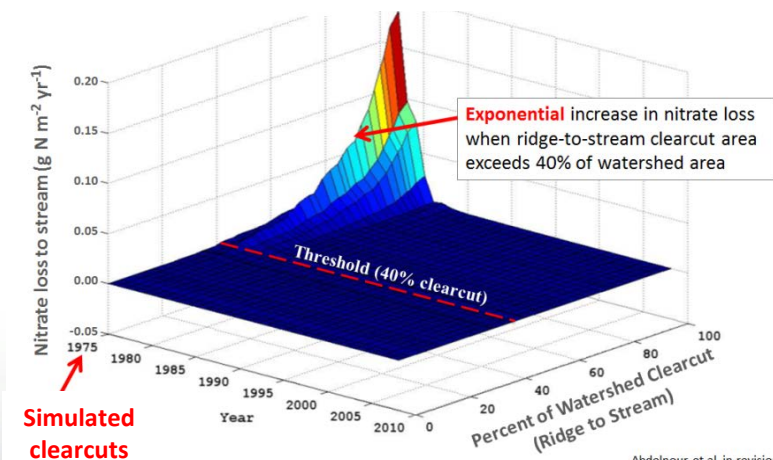 Nitrate loss to stream (g N m-2 yr-1)
0.20
0.15
0.10
0.05
0.00
-0.05
Exponential increase in nitrate loss
when ridge-to-stream clearcut area
exceeds 40% of watershed area
Threshold (40% clearcut)
1975
1980
1985
1990
1995
2000
2005
2010
Year
0
20
40
60
80
100
Percent of Watershed Clearcut
(Ridge to Stream)
Simulated
clearcuts
Abdelnour et al in revision